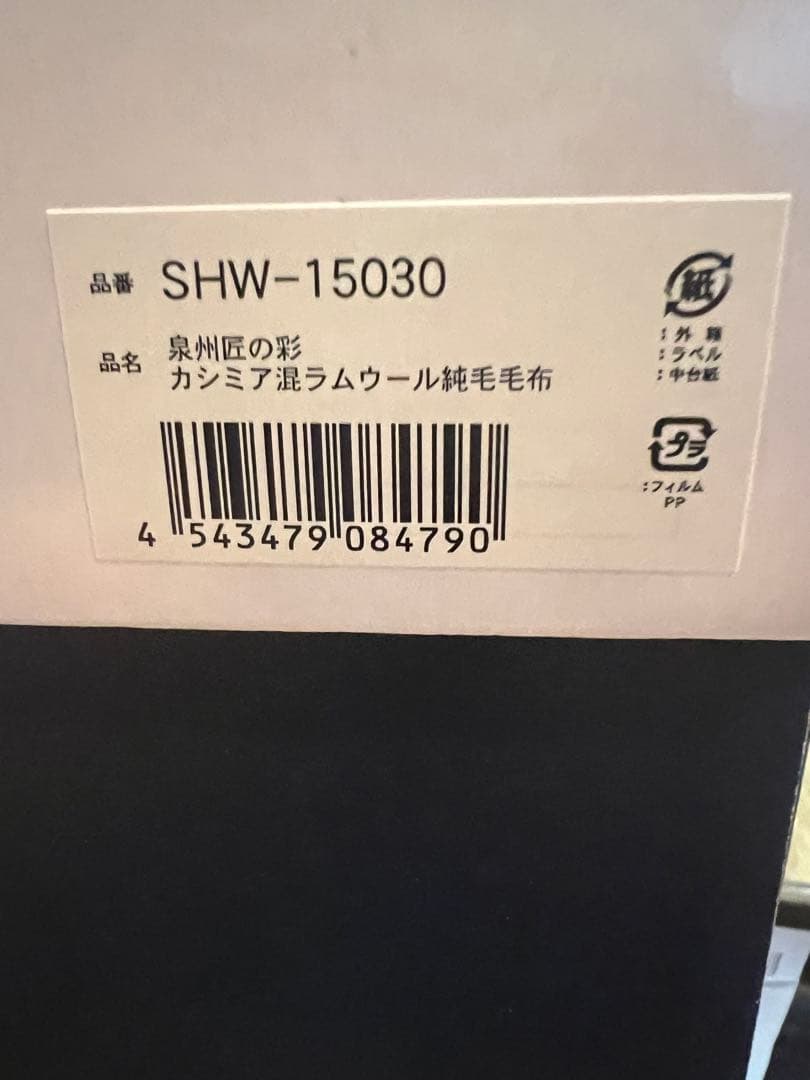 品番 SHW-15030
品名 泉州匠の彩
カシミア混ラムウール純毛毛布
4 543479 084790
紙
:外箱
:ラベル
:中台紙
プラ
:フィルム
PP